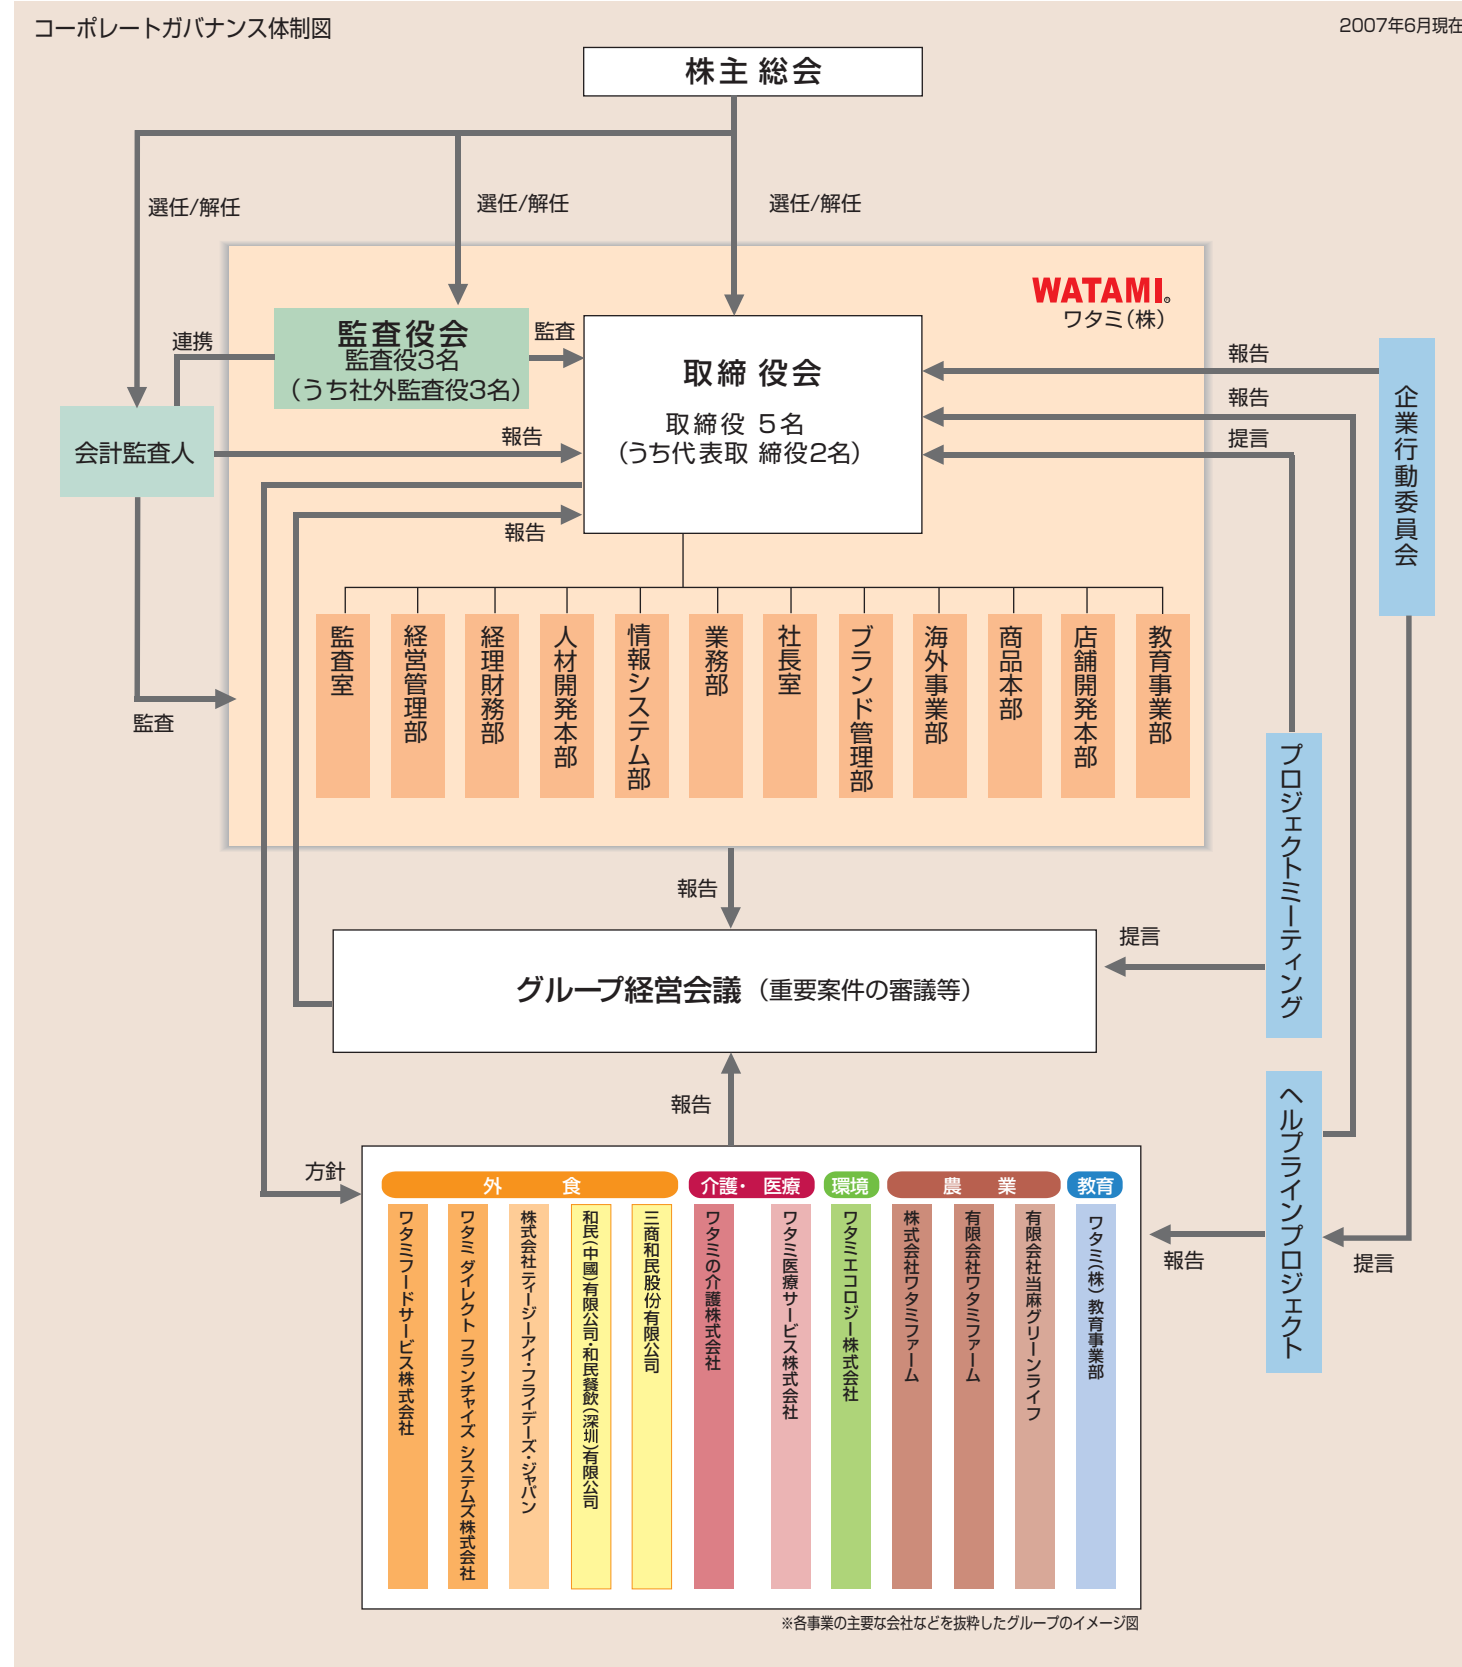 コーポレートガバナンス体制図
2007年6月現在
株主総会
選任/解任
選任/解任
選任/解任
WATAMI®
ワタミ(株)
監査役会
監査役3名
(うち社外監査役3名)
監査
連携
取締役会
取締役 5名
(うち代表取締役2名)
会計監査人
報告
報告
監査
報告
報告
提言
企業行動委員会
監査室
経営管理部
経理財務部
人材開発本部
情報システム部
業務部
社長室
ブランド管理部
海外事業部
商品本部
店舗開発本部
教育事業部
プロジェクトミーティング
報告
提言
グループ経営会議(重要案件の審議等)
報告
方針
ヘルプラインプロジェクト
報告
提言
外食
介護・医療
環境
農業
教育
ワタミフードサービス株式会社
ワタミ ダイレクト フランチャイズ システムズ株式会社
株式会社ティージーアイ・フライデーズ・ジャパン
和民(中國)有限公司・和民餐飲(深圳)有限公司
三商和民股份有限公司
ワタミの介護株式会社
ワタミ医療サービス株式会社
ワタミエコロジー株式会社
株式会社ワタミファーム
有限会社ワタミファーム
有限会社当麻グリーンライフ
ワタミ(株)教育事業部
※各事業の主要な会社などを抜粋したグループのイメージ図